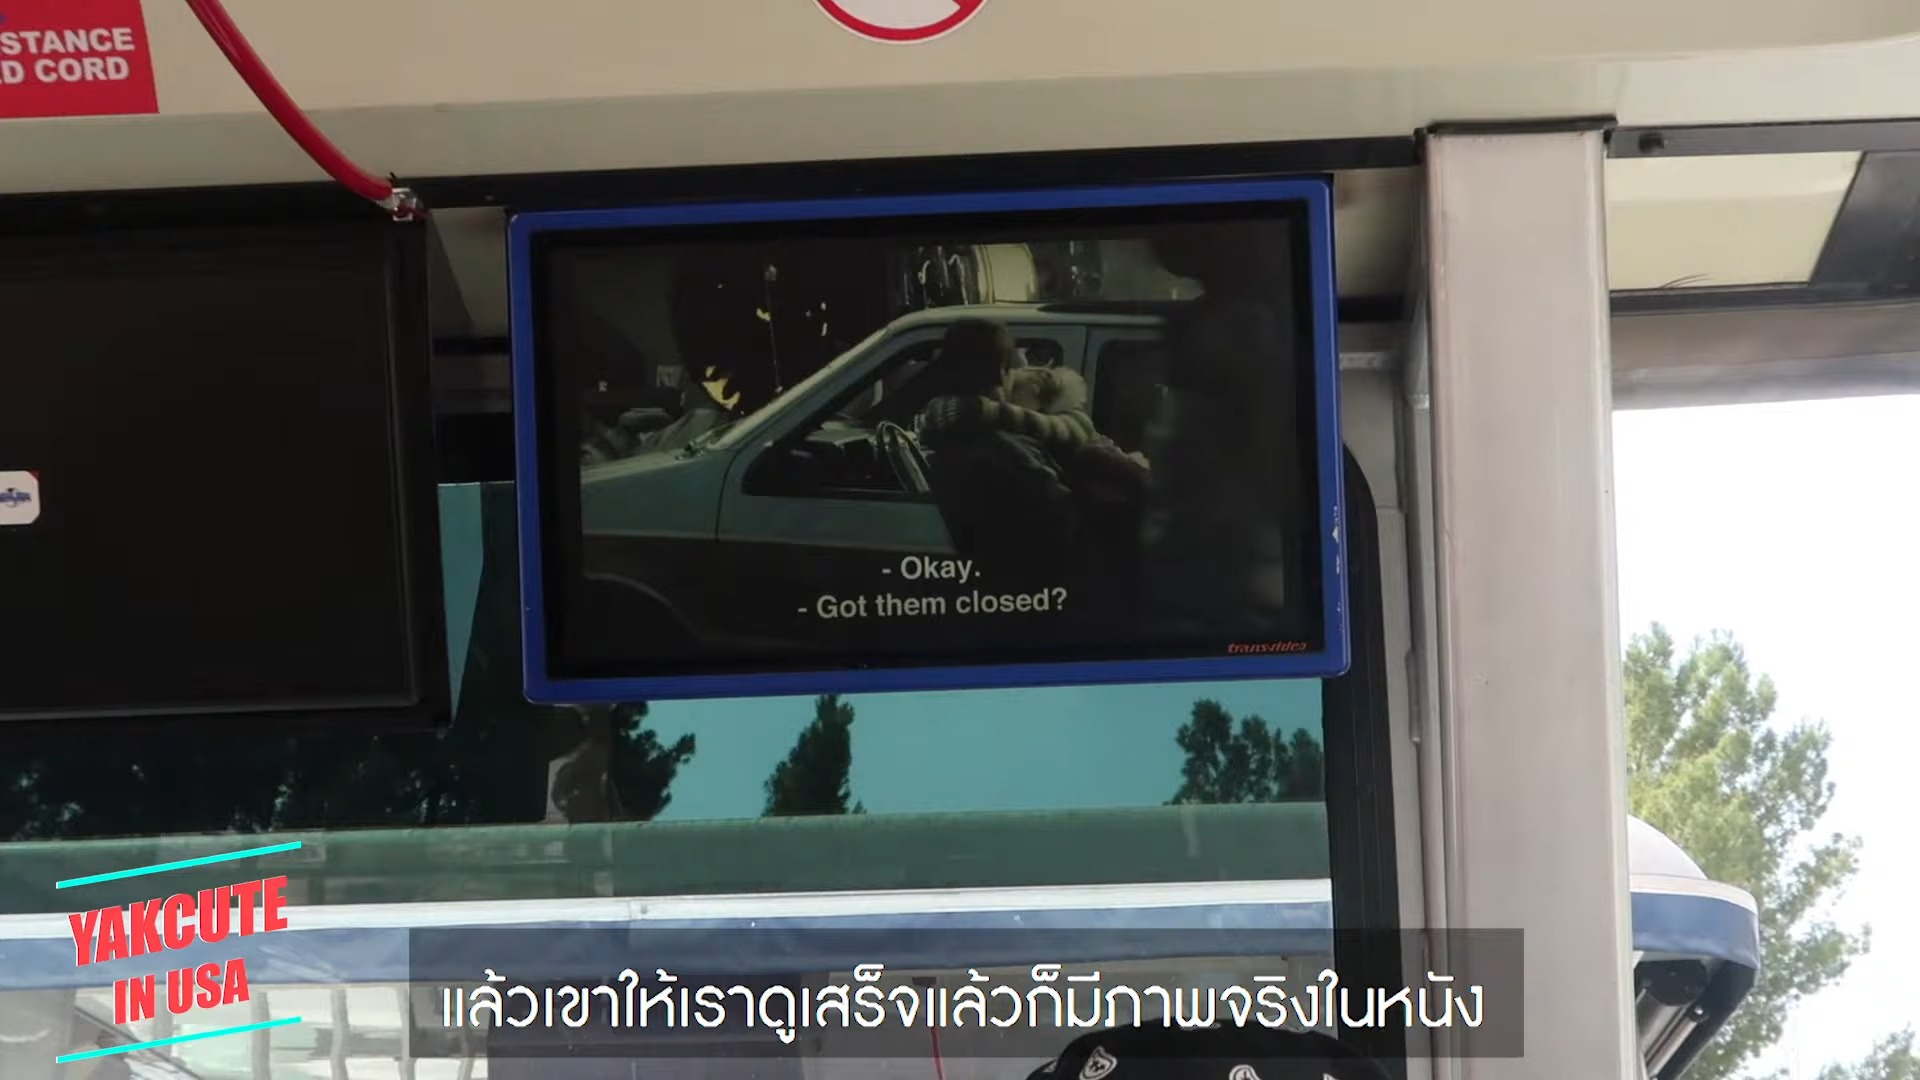 STANCE
D CORD
- Okay.
- Got them closed?
transvideo
YAKCUTE
IN USA
แล้วเขาให้เราดูเสร็จแล้วก็มีภาพจริงในหนัง